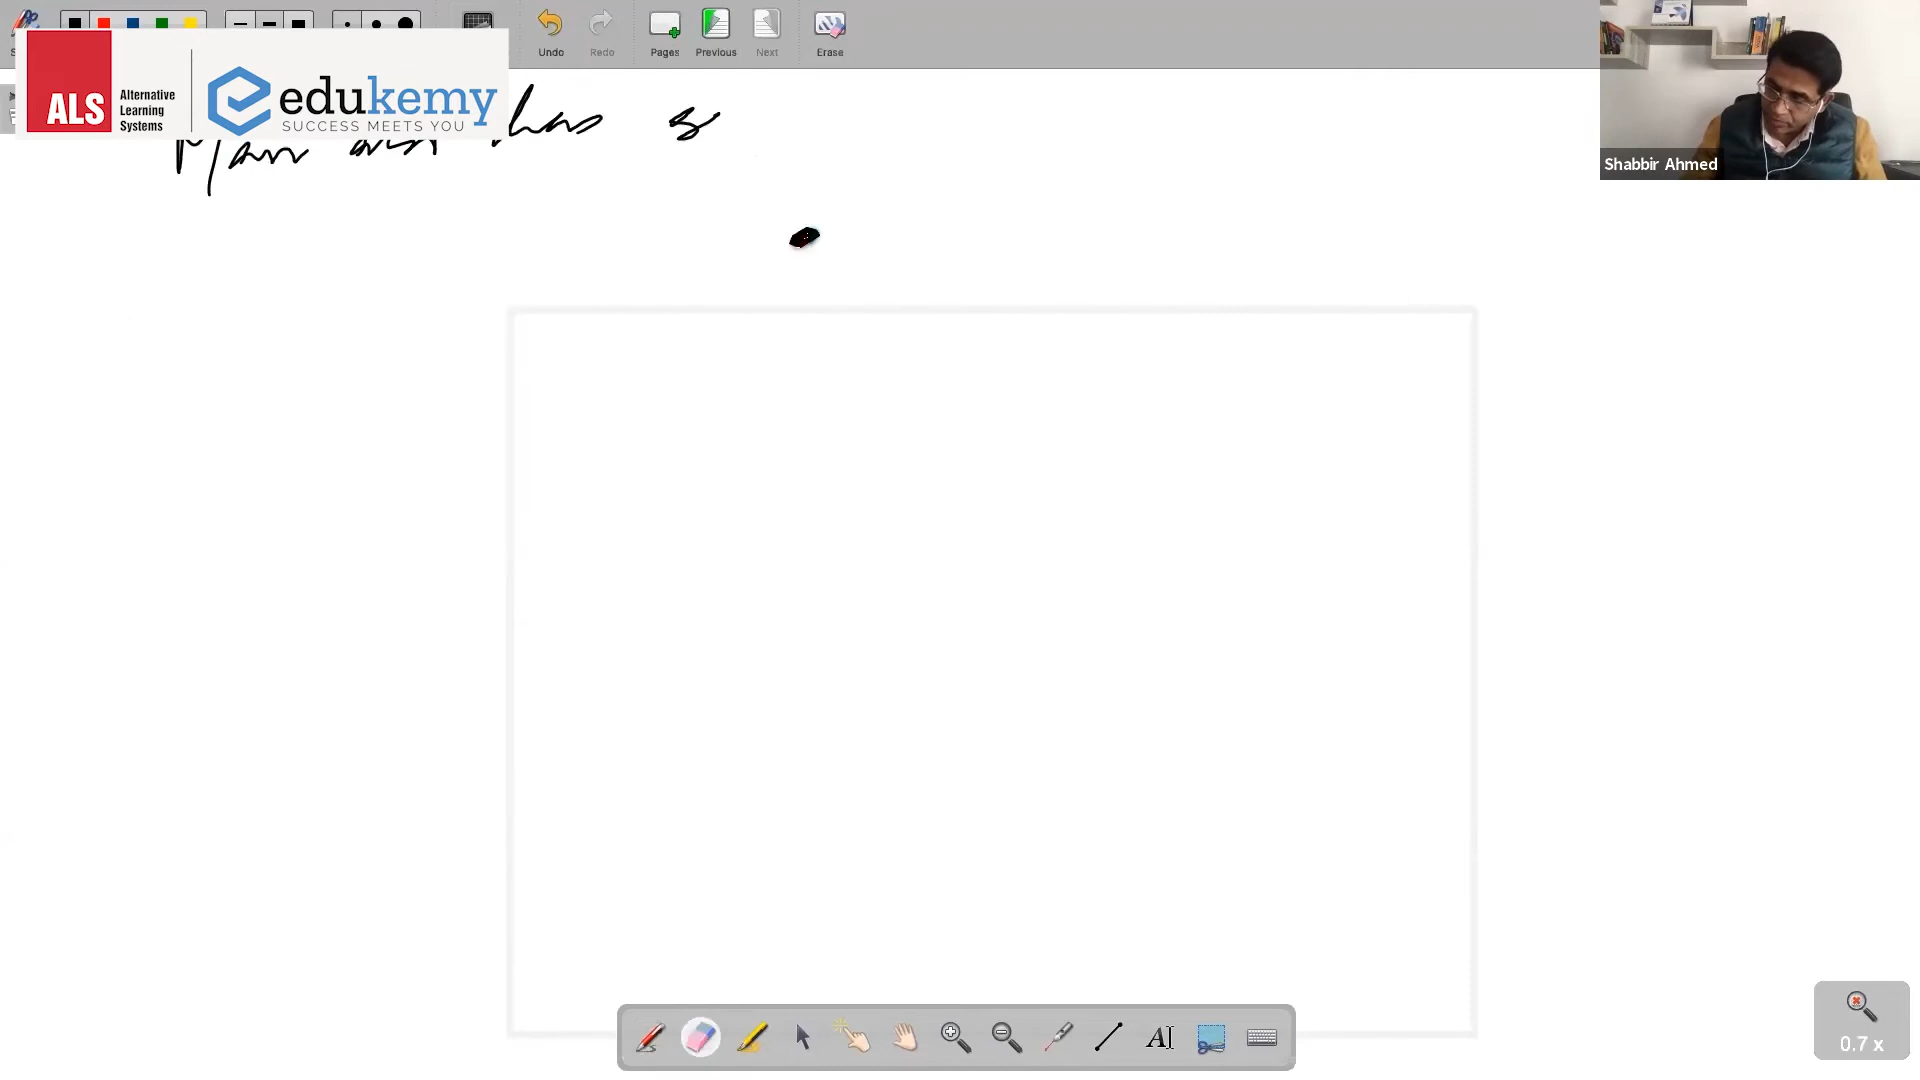 Undo Redo Pages Previous Next Erase
ALS Alternative Learning Systems
edukemy
SUCCESS MEETS YOU
has
Shabbir Ahmed
0.7 x